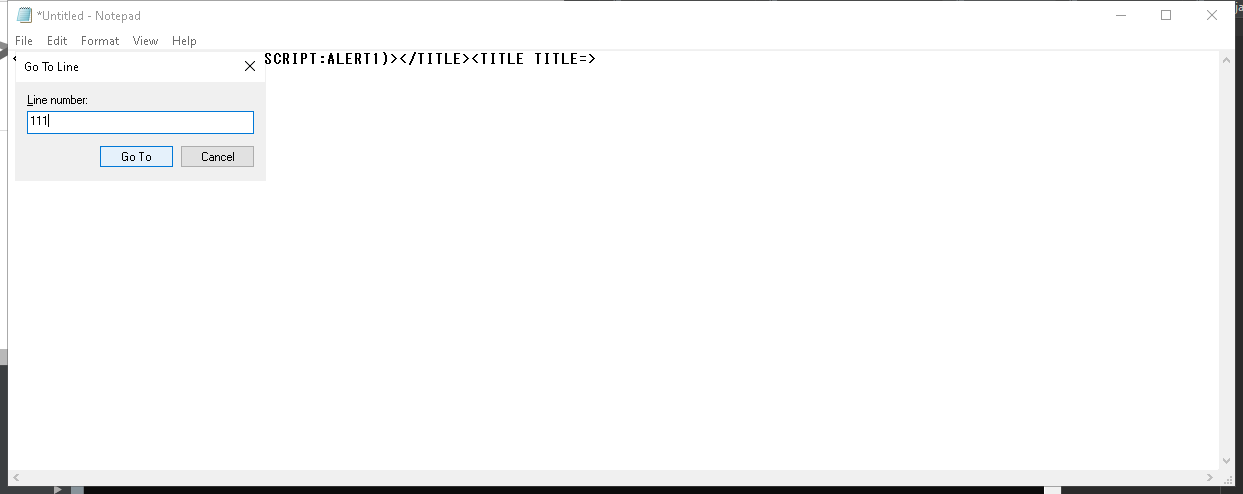 *Untitled - Notepad
File Edit Format View Help
SCRIPT:ALERT1)></TITLE><TITLE TITLE=>
Go To Line
Line number:
111
Go To Cancel